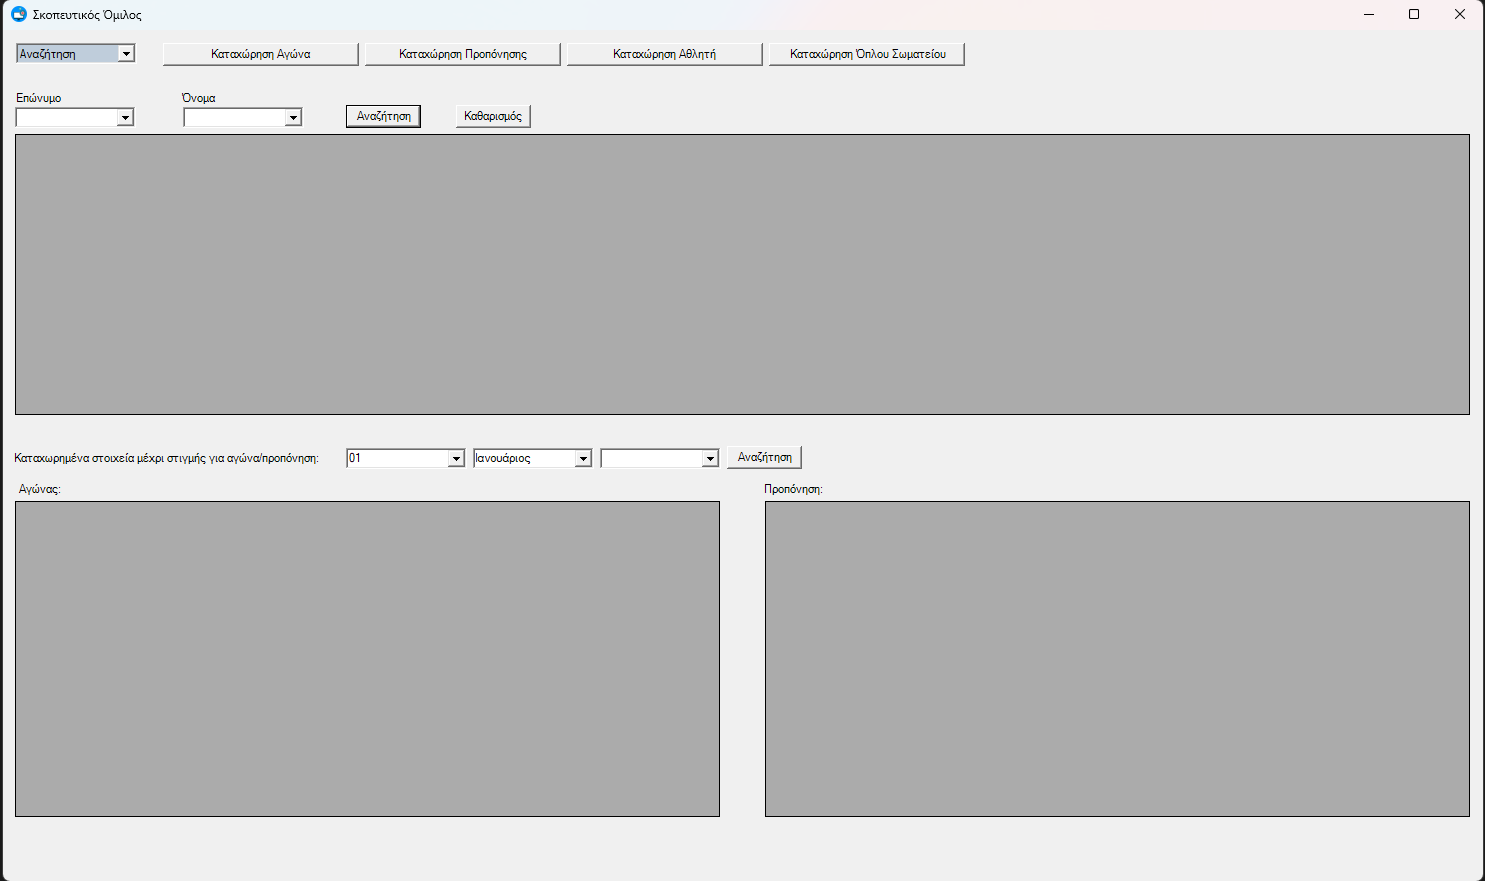 Σκοπευτικός Όμιλος
Αναζήτηση Καταχώρηση Αγώνα Καταχώρηση Προπόνησης Καταχώρηση Αθλητή Καταχώρηση Όπλου Σωματείου
Επώνυμο Όνομα
Αναζήτηση Καθαρισμός
Καταχωρημένα στοιχεία μέχρι στιγμής για αγώνα/προπόνηση: 01 Ιανουάριος Αναζήτηση
Αγώνας: Προπόνηση: